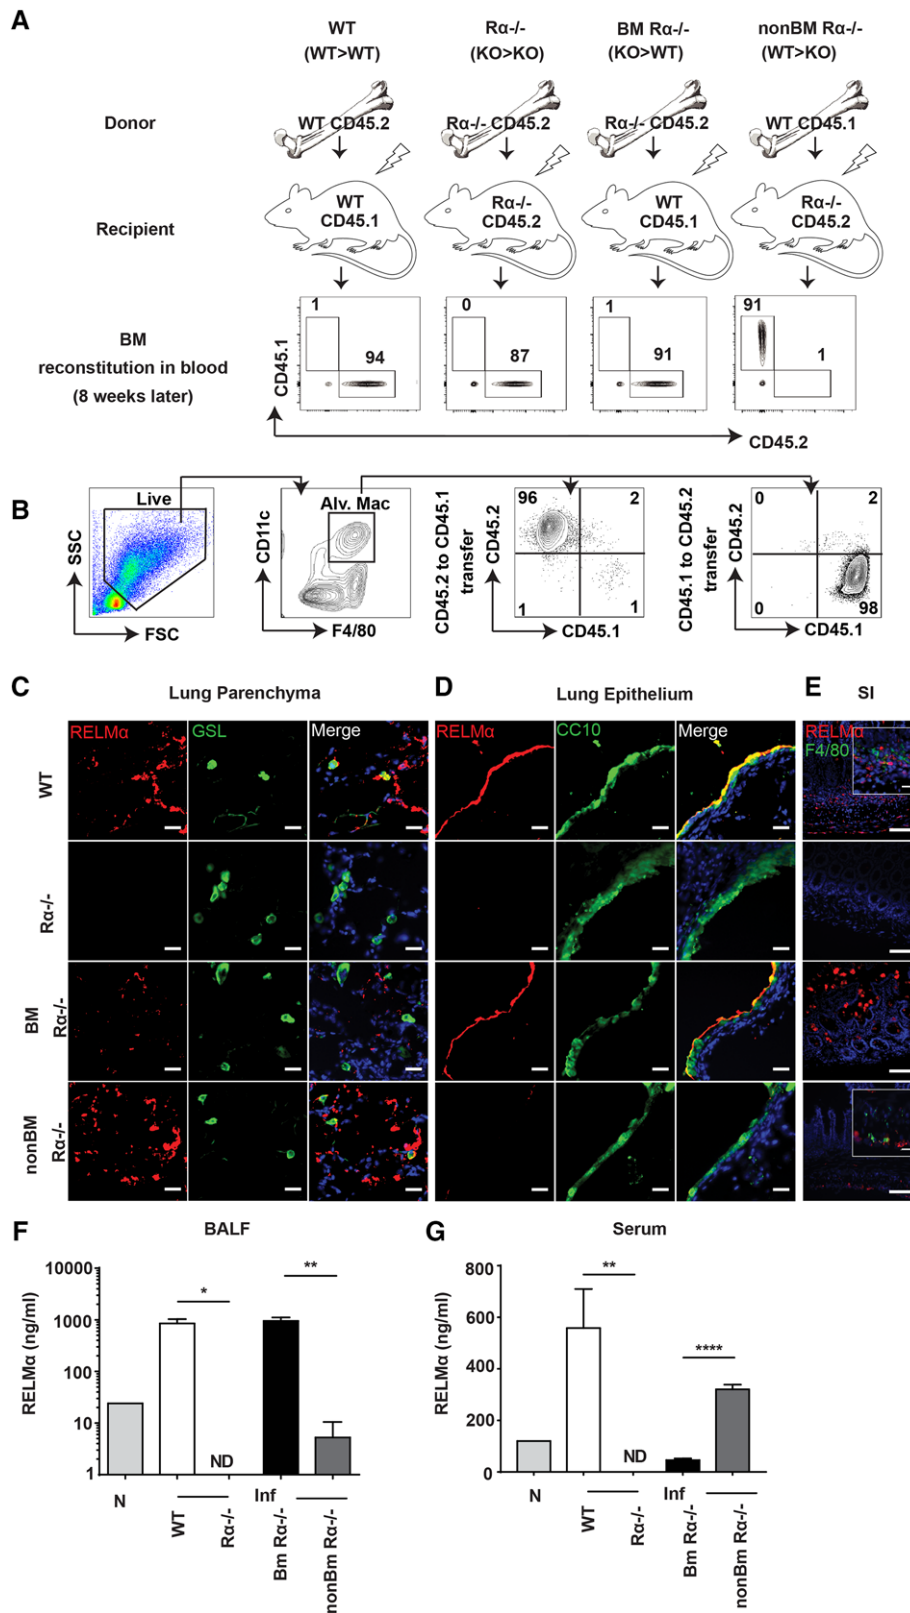 A
WT
(WT>WT)
Rα-/-
(KO>KO)
BM Rα-/-
(KO>WT)
nonBM Rα-/-
(WT>KO)
Donor
WT CD45.2
Rα-/- CD45.2
Rα-/- CD45.2
WT CD45.1
Recipient
WT
CD45.1
Rα-/-
CD45.2
WT
CD45.1
Rα-/-
CD45.2
BM
reconstitution in blood
(8 weeks later)
CD45.1
1
94
0
87
1
91
91
1
CD45.2
B
Live
SSC
FSC
Alv. Mac
CD11c
F4/80
CD45.2 to CD45.1
transfer
CD45.2
96
2
1
1
CD45.1
CD45.1 to CD45.2
transfer
CD45.2
0
2
0
98
CD45.1
C
Lung Parenchyma
D
Lung Epithelium
E
SI
RELMα
GSL
Merge
RELMα
CC10
Merge
RELMα
F4/80
WT
Rα-/-
BM
Rα-/-
nonBM
Rα-/-
F
BALF
RELMα (ng/ml)
10000
1000
100
10
1
*
**
ND
N
WT
Rα-/-
Inf
Bm Rα-/-
nonBm Rα-/-
G
Serum
RELMα (ng/ml)
800
600
400
200
0
**
****
ND
N
WT
Rα-/-
Inf
Bm Rα-/-
nonBm Rα-/-